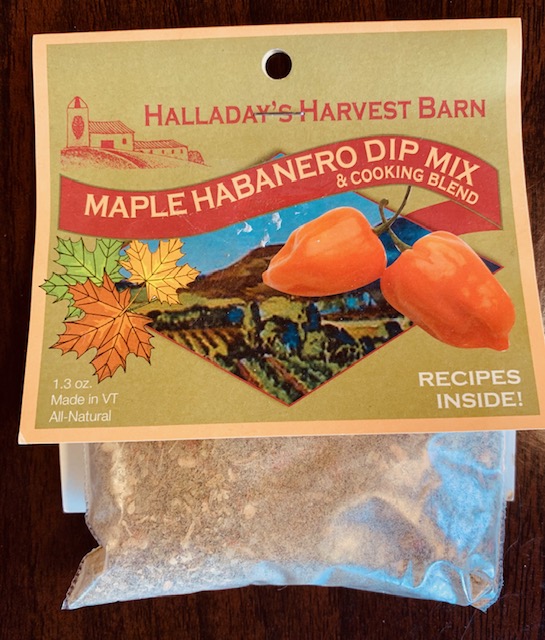 HALLADAY'S HARVEST BARN
MAPLE HABANERO DIP MIX
& COOKING BLEND
1.3 oz.
Made in VT
All-Natural
RECIPES
INSIDE!